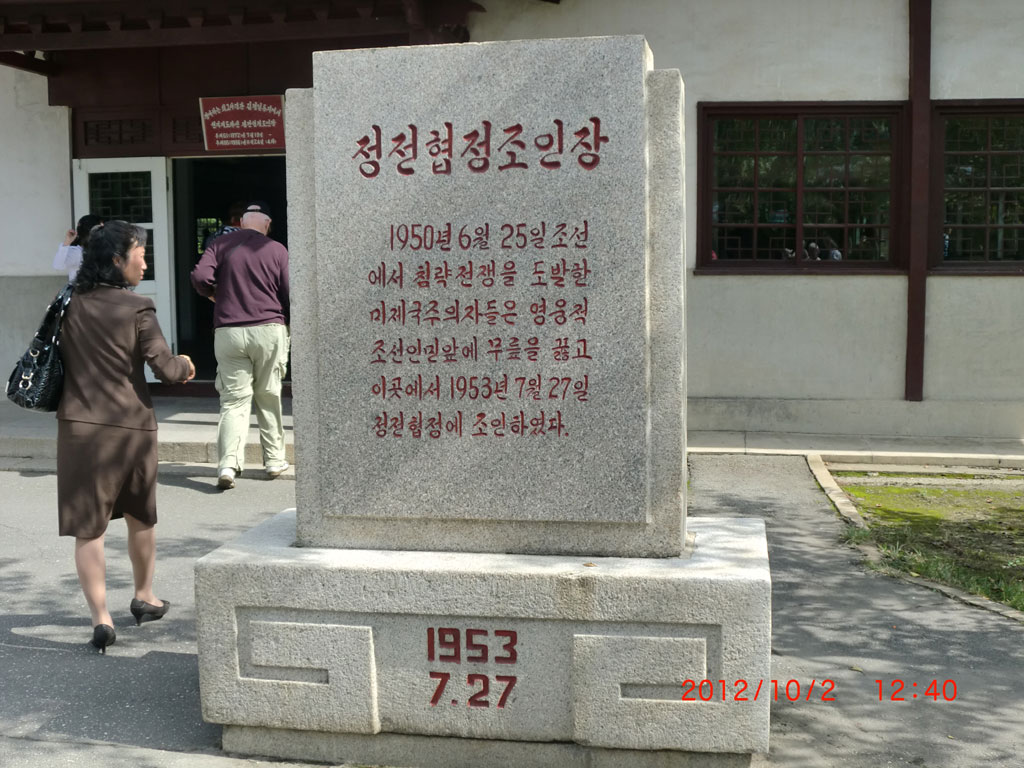 정전협정조인장
1950년 6월 25일 조선
에서 침략전쟁을 도발한
미제국주의자들은 영웅적
조선인민앞에 무릎을 꿇고
이곳에서 1953년 7월 27일
정전협정에 조인하였다.
1953
7.27
2012/10/2 12:40